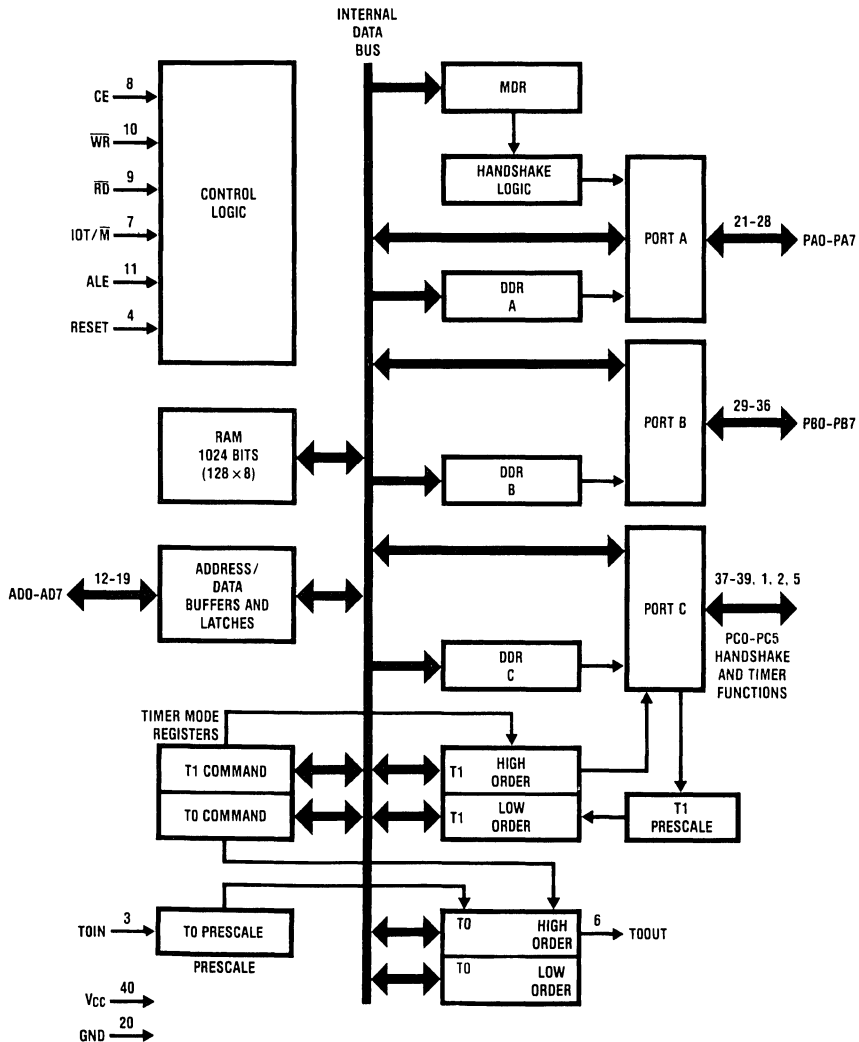 INTERNAL
DATA
BUS
CE 8
W̅R̅ 10
R̅D̅ 9
IOT/M̅ 7
ALE 11
RESET 4
CONTROL
LOGIC
MDR
HANDSHAKE
LOGIC
PORT A
21-28
PA0-PA7
DDR
A
PORT B
29-36
PB0-PB7
RAM
1024 BITS
(128 × 8)
DDR
B
AD0-AD7
12-19
ADDRESS/
DATA
BUFFERS AND
LATCHES
PORT C
37-39, 1, 2, 5
PC0-PC5
HANDSHAKE
AND TIMER
FUNCTIONS
DDR
C
TIMER MODE
REGISTERS
T1 COMMAND
T0 COMMAND
T1 HIGH
ORDER
T1 LOW
ORDER
T1
PRESCALE
T0IN 3
T0 PRESCALE
PRESCALE
T0 HIGH
ORDER
6
T0OUT
T0 LOW
ORDER
VCC 40
GND 20